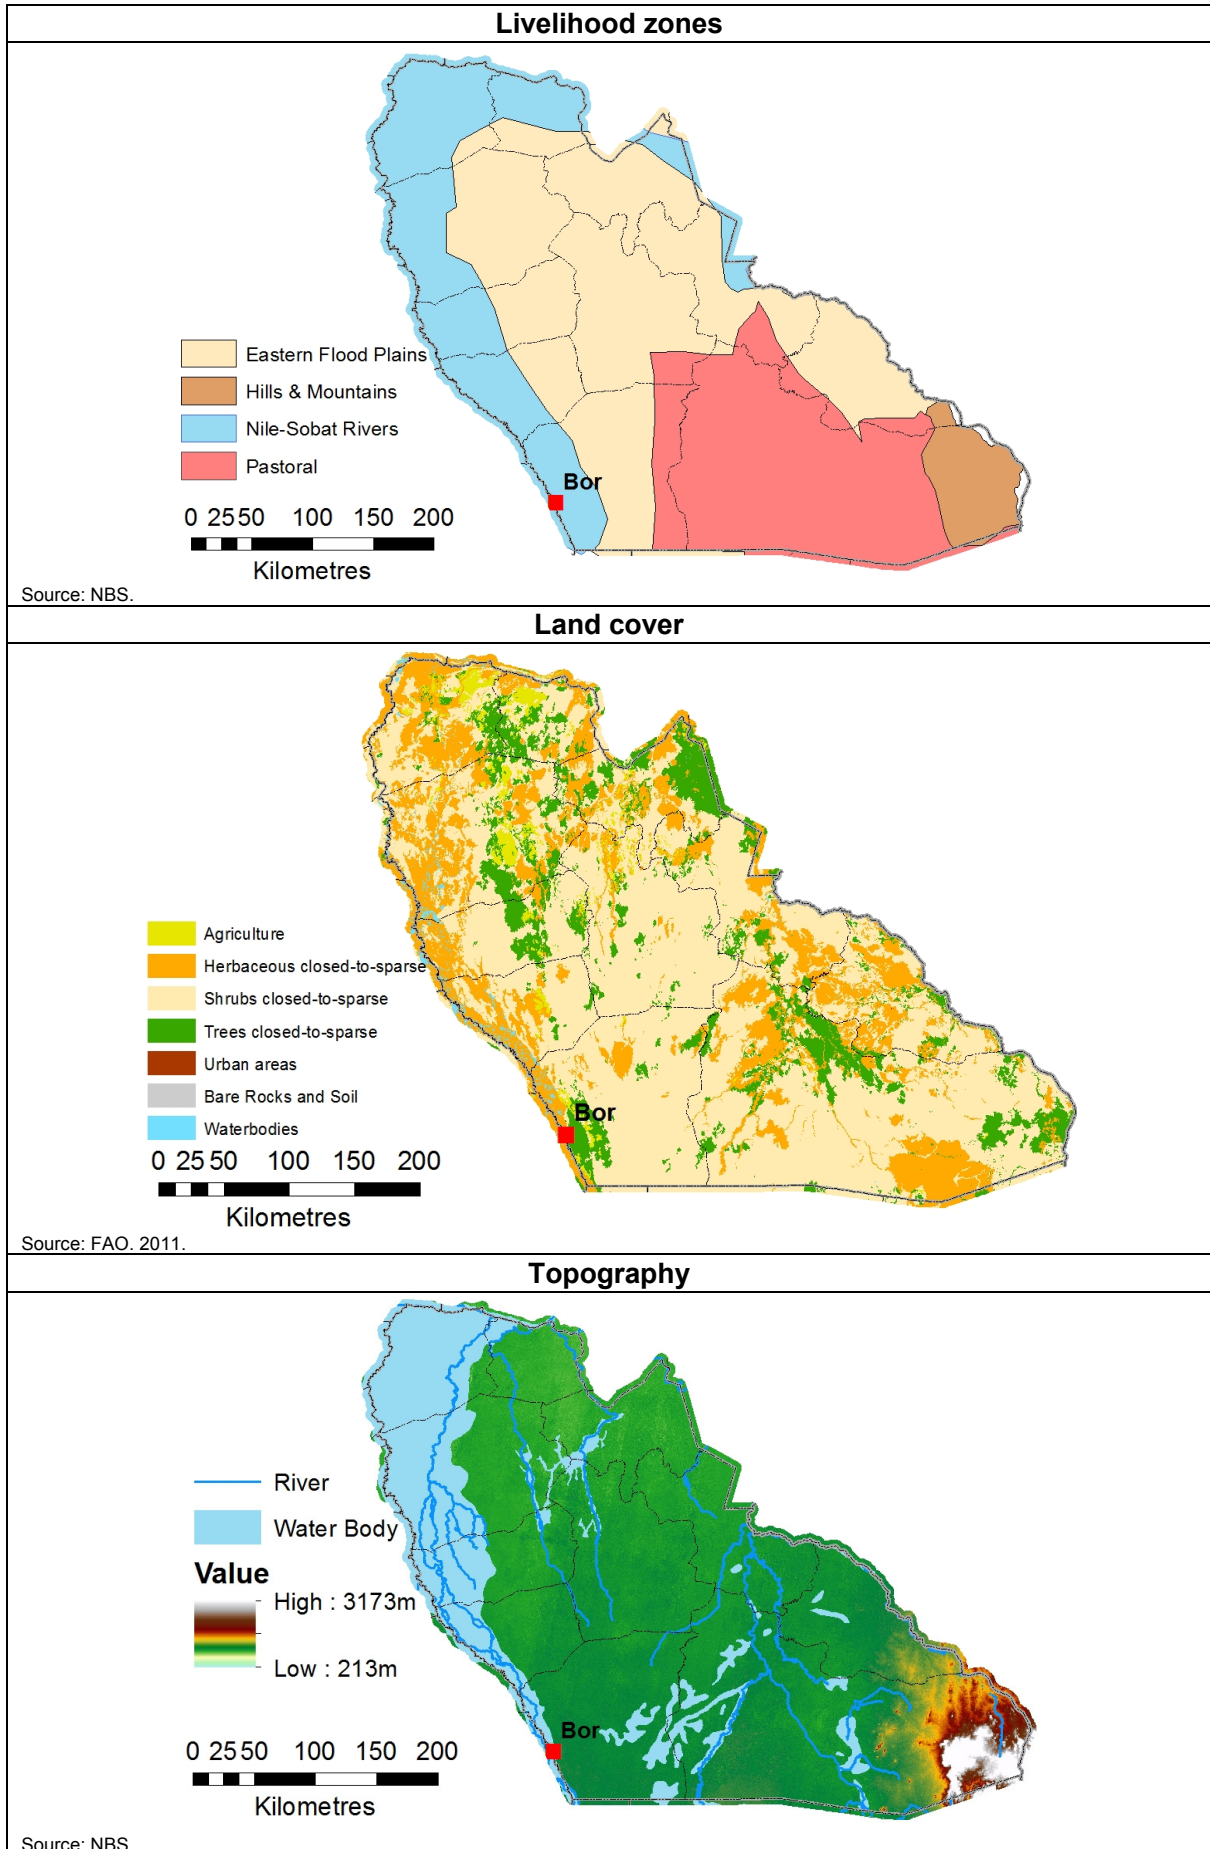 Livelihood zones
Eastern Flood Plains
Hills & Mountains
Nile-Sobat Rivers
Pastoral
Bor
0 25 50 100 150 200
Kilometres
Source: NBS.
Land cover
Agriculture
Herbaceous closed-to-sparse
Shrubs closed-to-sparse
Trees closed-to-sparse
Urban areas
Bare Rocks and Soil
Waterbodies
Bor
0 25 50 100 150 200
Kilometres
Source: FAO. 2011.
Topography
River
Water Body
Value
High : 3173m
Low : 213m
Bor
0 25 50 100 150 200
Kilometres
Source: NBS